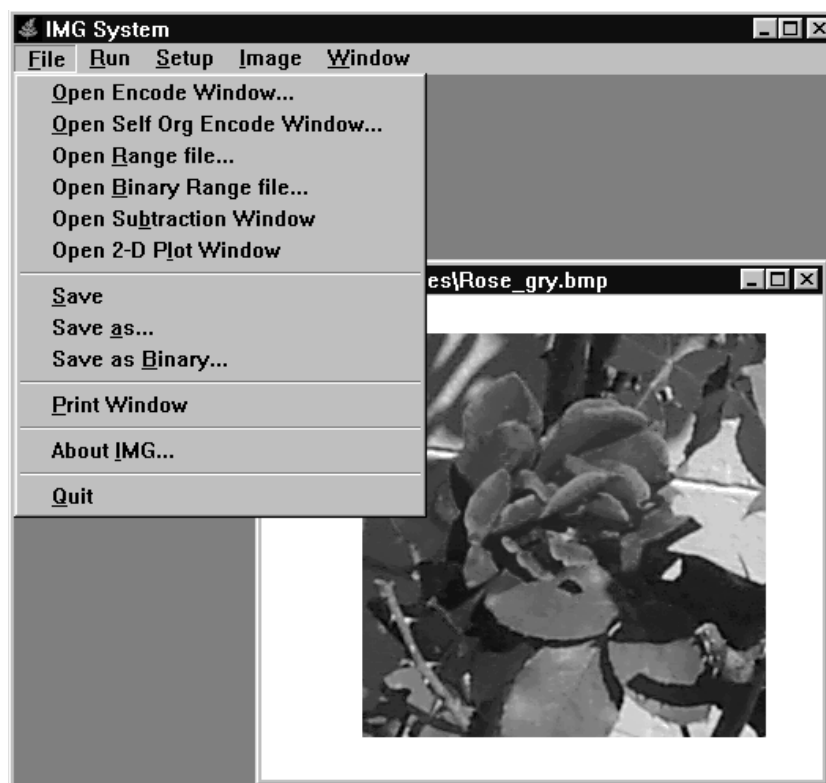 IMG System
File Run Setup Image Window
Open Encode Window...
Open Self Org Encode Window...
Open Range file...
Open Binary Range file...
Open Subtraction Window
Open 2-D Plot Window
es\Rose_gry.bmp
Save
Save as...
Save as Binary...
Print Window
About IMG...
Quit